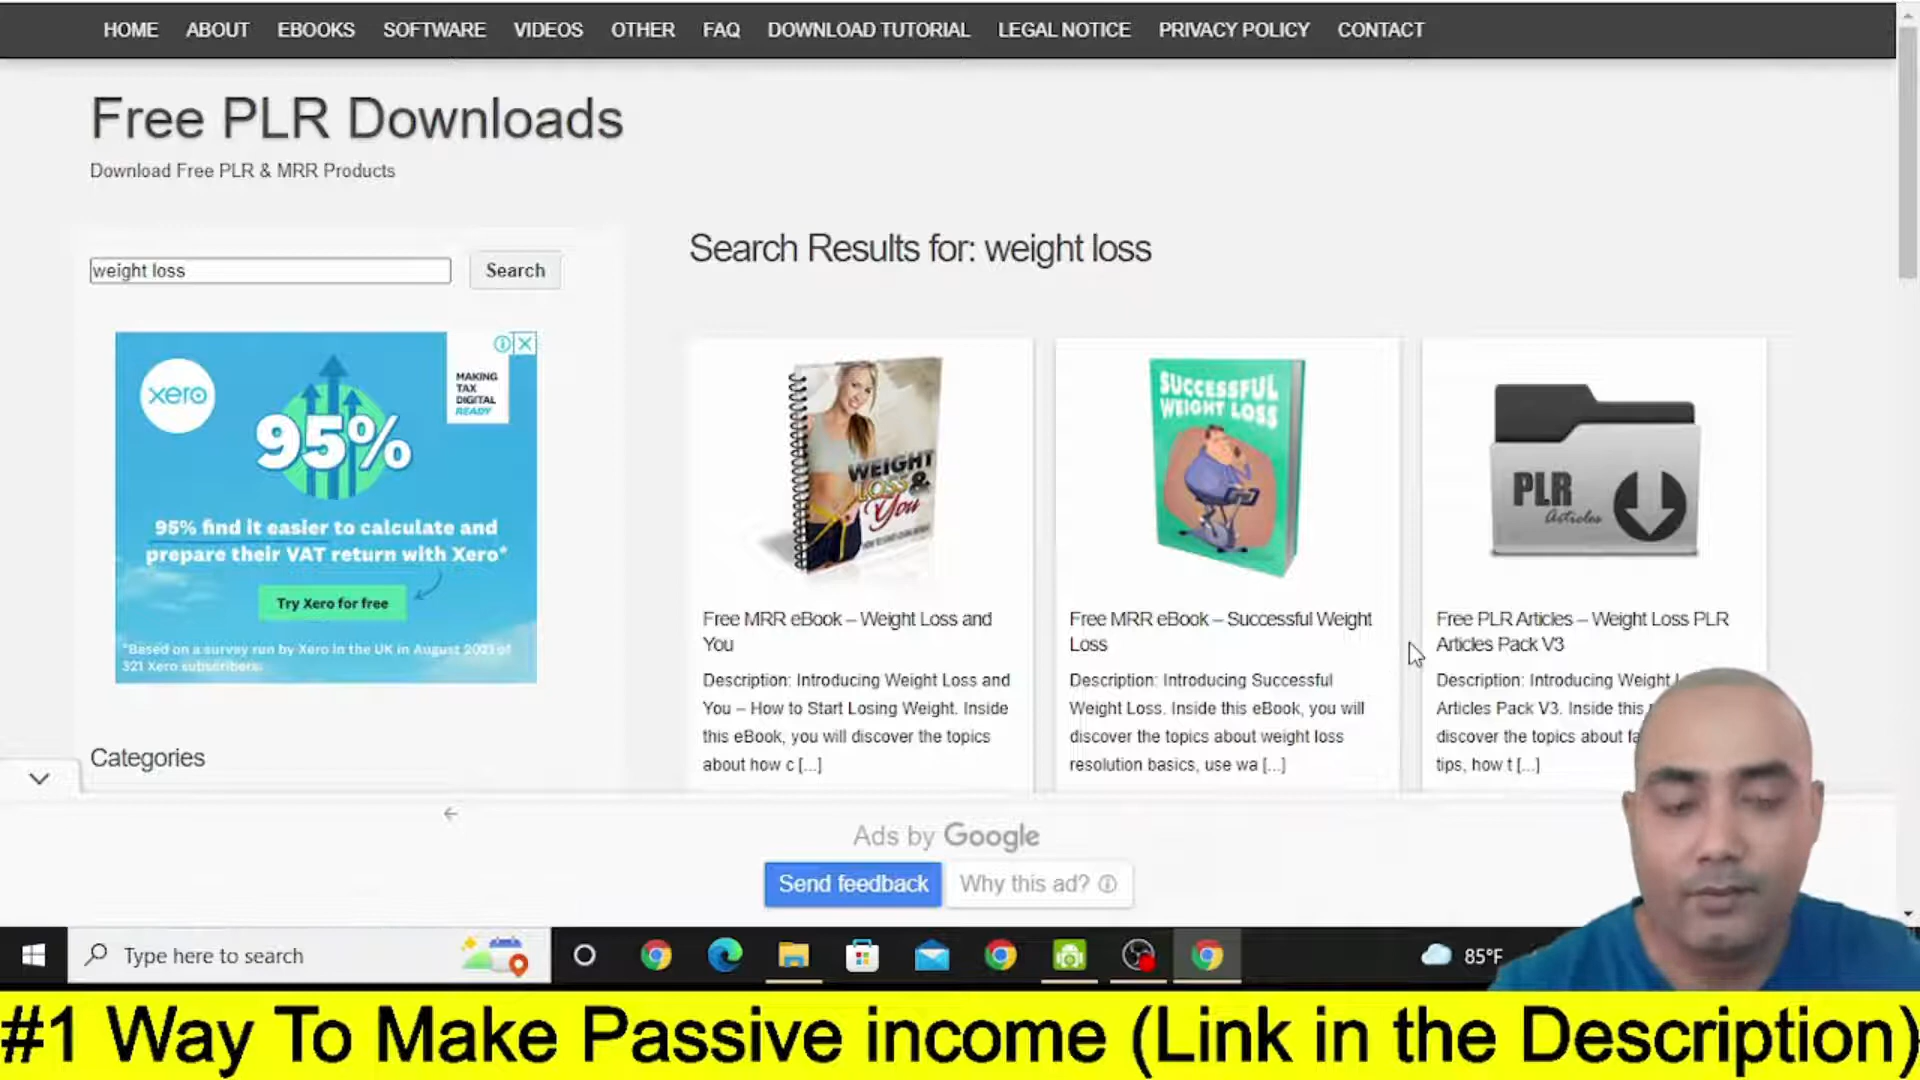 HOME ABOUT EBOOKS SOFTWARE VIDEOS OTHER FAQ DOWNLOAD TUTORIAL LEGAL NOTICE PRIVACY POLICY CONTACT
Free PLR Downloads
Download Free PLR & MRR Products
weight loss
Search
Search Results for: weight loss
xero
MAKING
TAX
DIGITAL
READY
95%
95% find it easier to calculate and
prepare their VAT return with Xero*
Try Xero for free
*Based on a survey run by Xero in the UK in August 2021 of
321 Xero subscribers.
Categories
WEIGHT
LOSS &
You
Free MRR eBook – Weight Loss and
You
Description: Introducing Weight Loss and
You – How to Start Losing Weight. Inside
this eBook, you will discover the topics
about how c [...]
SUCCESSFUL
WEIGHT LOSS
Free MRR eBook – Successful Weight
Loss
Description: Introducing Successful
Weight Loss. Inside this eBook, you will
discover the topics about weight loss
resolution basics, use wa [...]
PLR
Articles
Free PLR Articles – Weight Loss PLR
Articles Pack V3
Description: Introducing Weight
Articles Pack V3. Inside this
discover the topics about
tips, how t [...]
Ads by Google
Send feedback
Why this ad?
Type here to search
85°F
#1 Way To Make Passive income (Link in the Description)